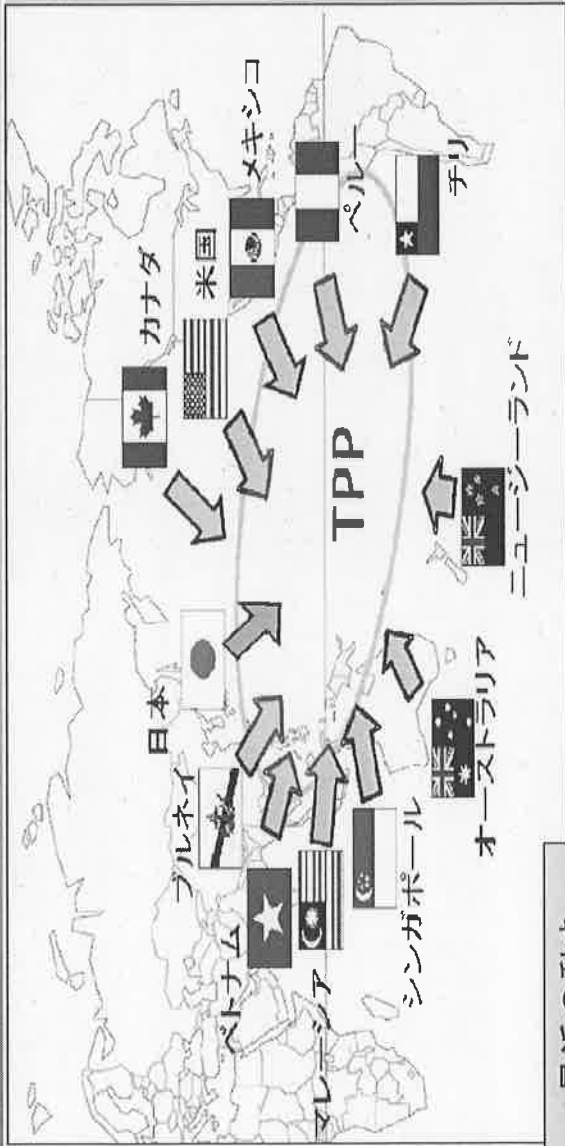 カナダ
米国
メキシコ
日本
ブルネイ
ベトナム
TPP
ペルー
マレーシア
シンガポール
チリ
オーストラリア
ニュージーランド